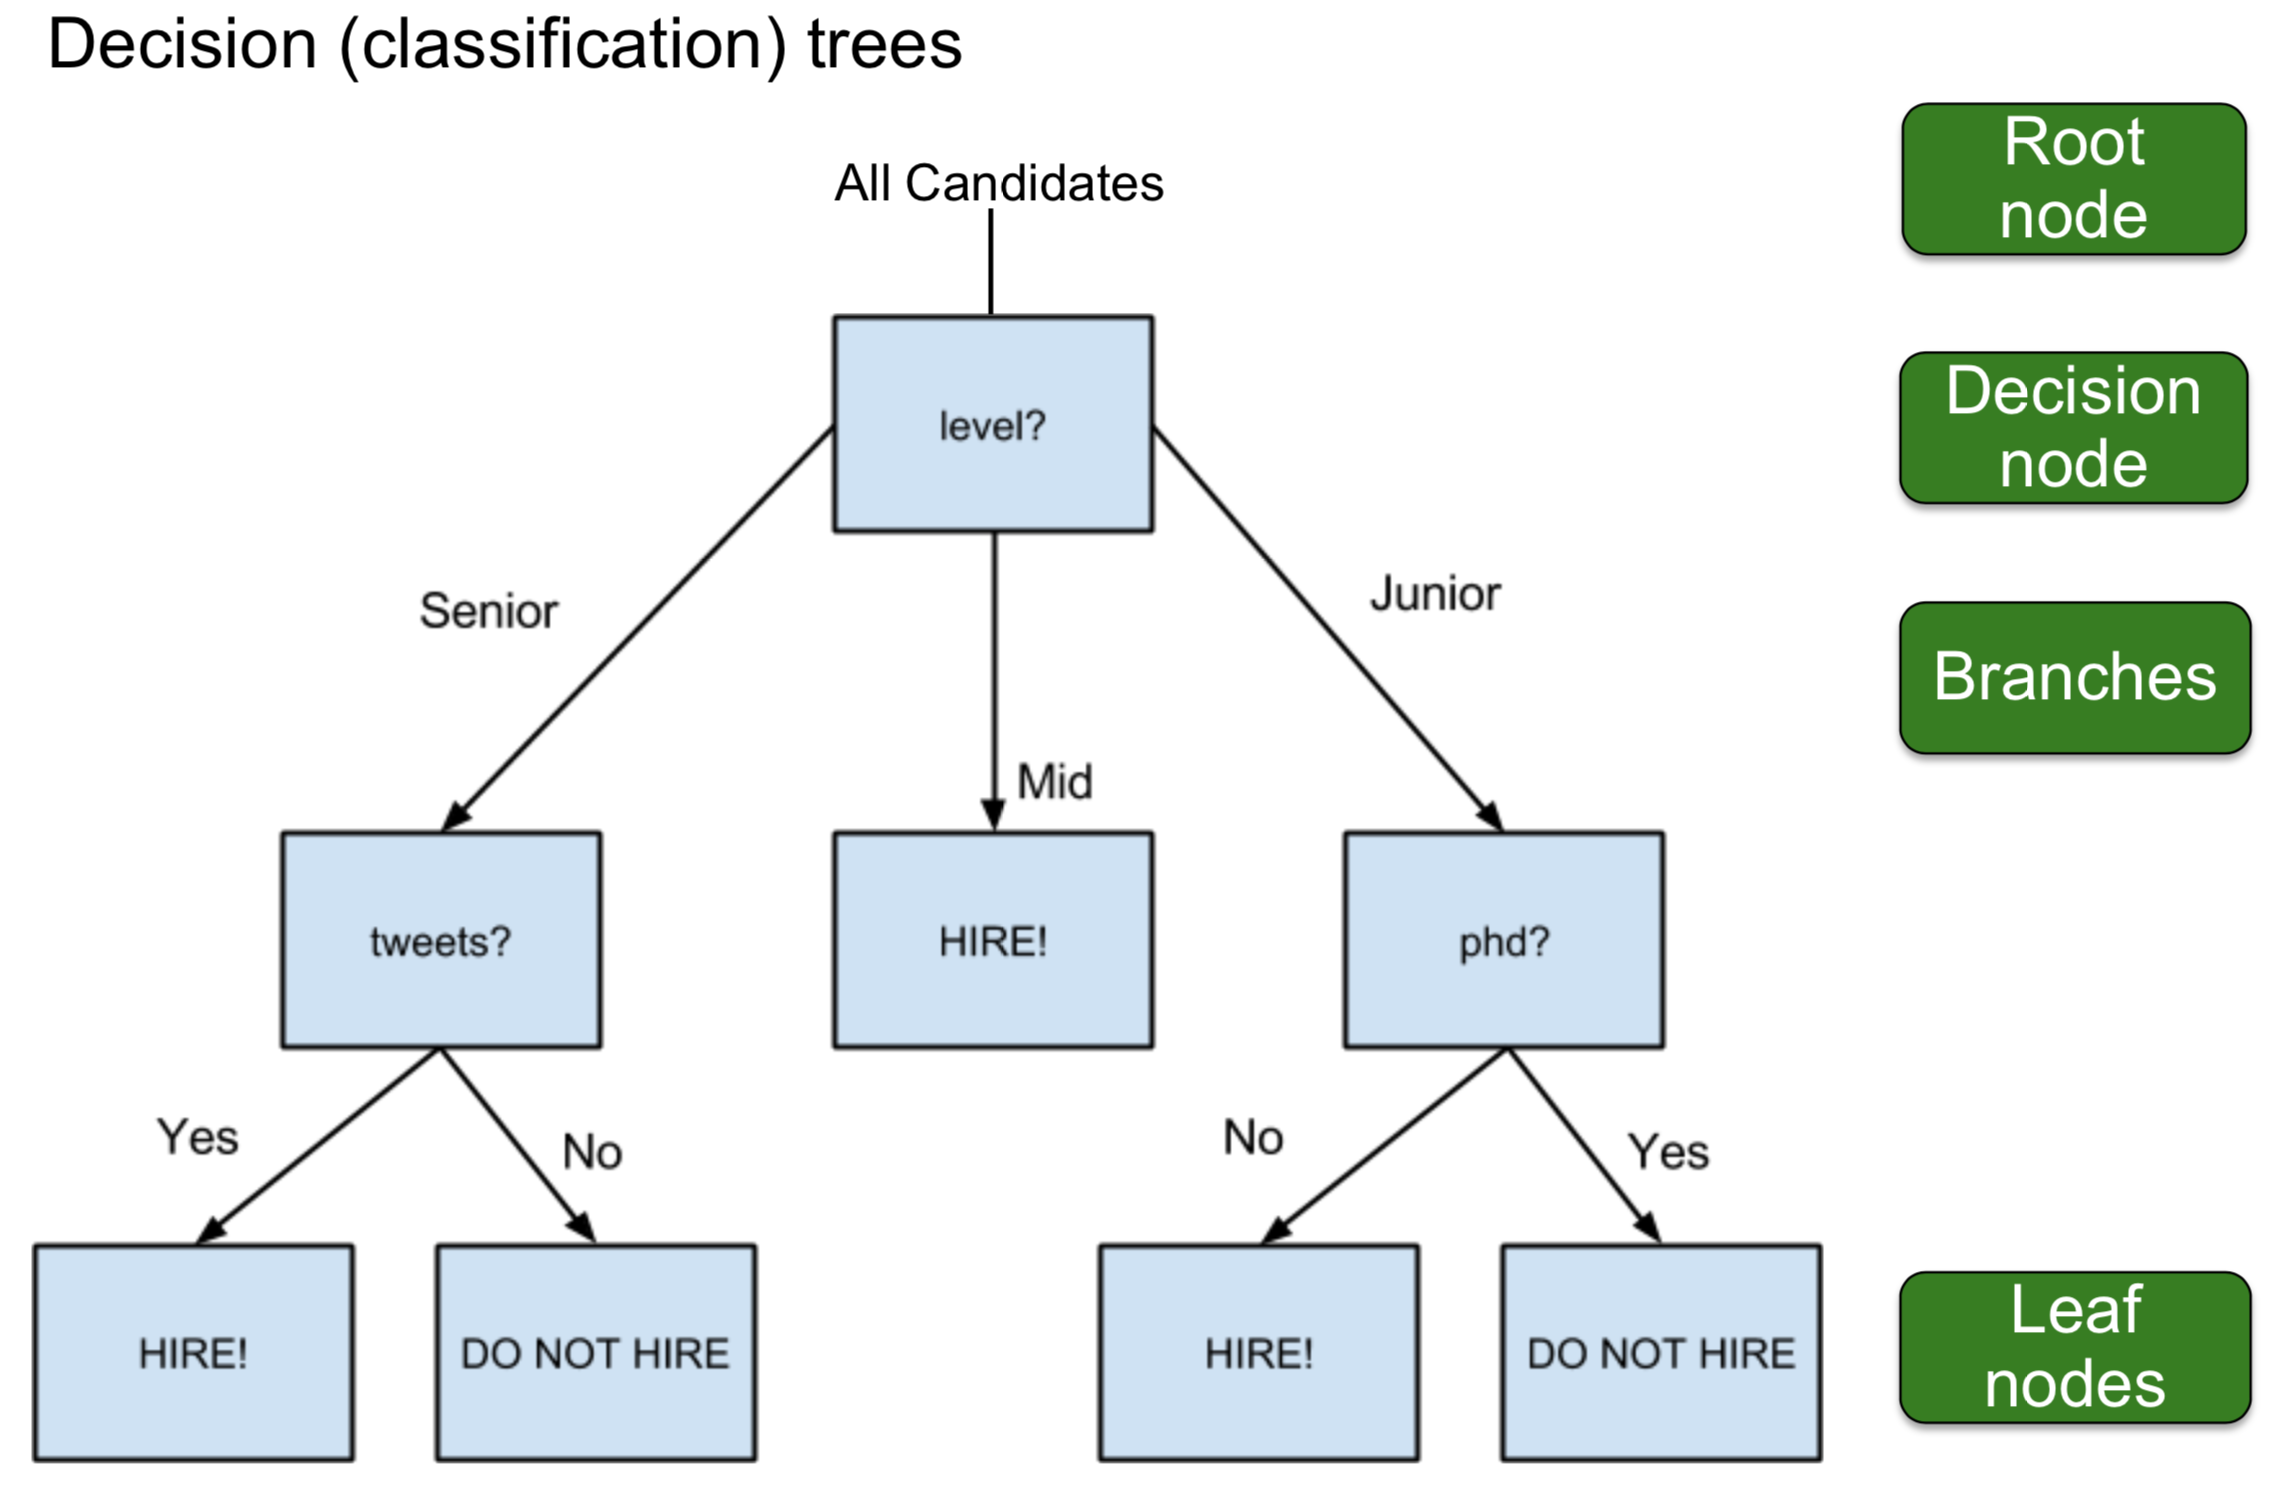 Decision (classification) trees
All Candidates
Root
node
level?
Decision
node
Senior
Junior
Branches
Mid
tweets?
HIRE!
phd?
Yes
No
No
Yes
HIRE!
DO NOT HIRE
HIRE!
DO NOT HIRE
Leaf
nodes